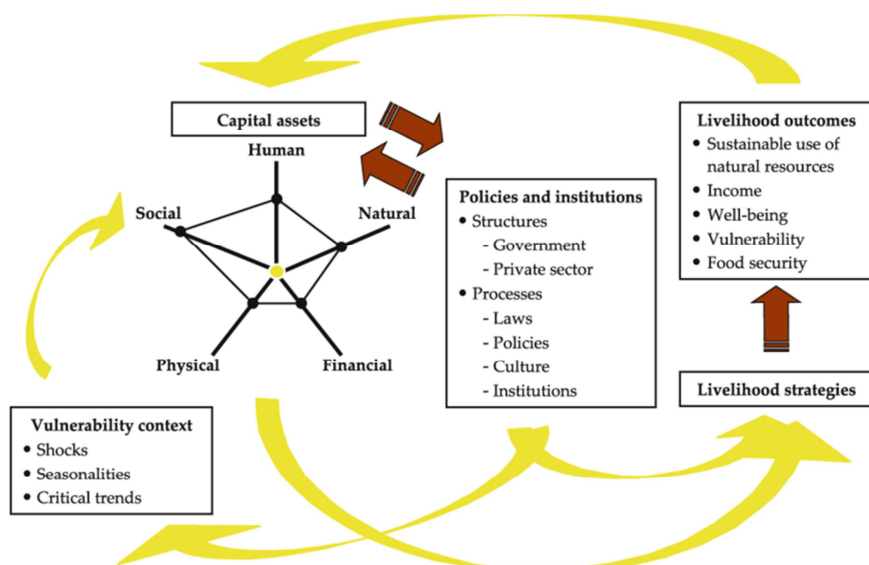 Capital assets
Human
Social
Natural
Physical
Financial
Vulnerability context
• Shocks
• Seasonalities
• Critical trends
Policies and institutions
• Structures
- Government
- Private sector
• Processes
- Laws
- Policies
- Culture
- Institutions
Livelihood outcomes
• Sustainable use of
natural resources
• Income
• Well-being
• Vulnerability
• Food security
Livelihood strategies